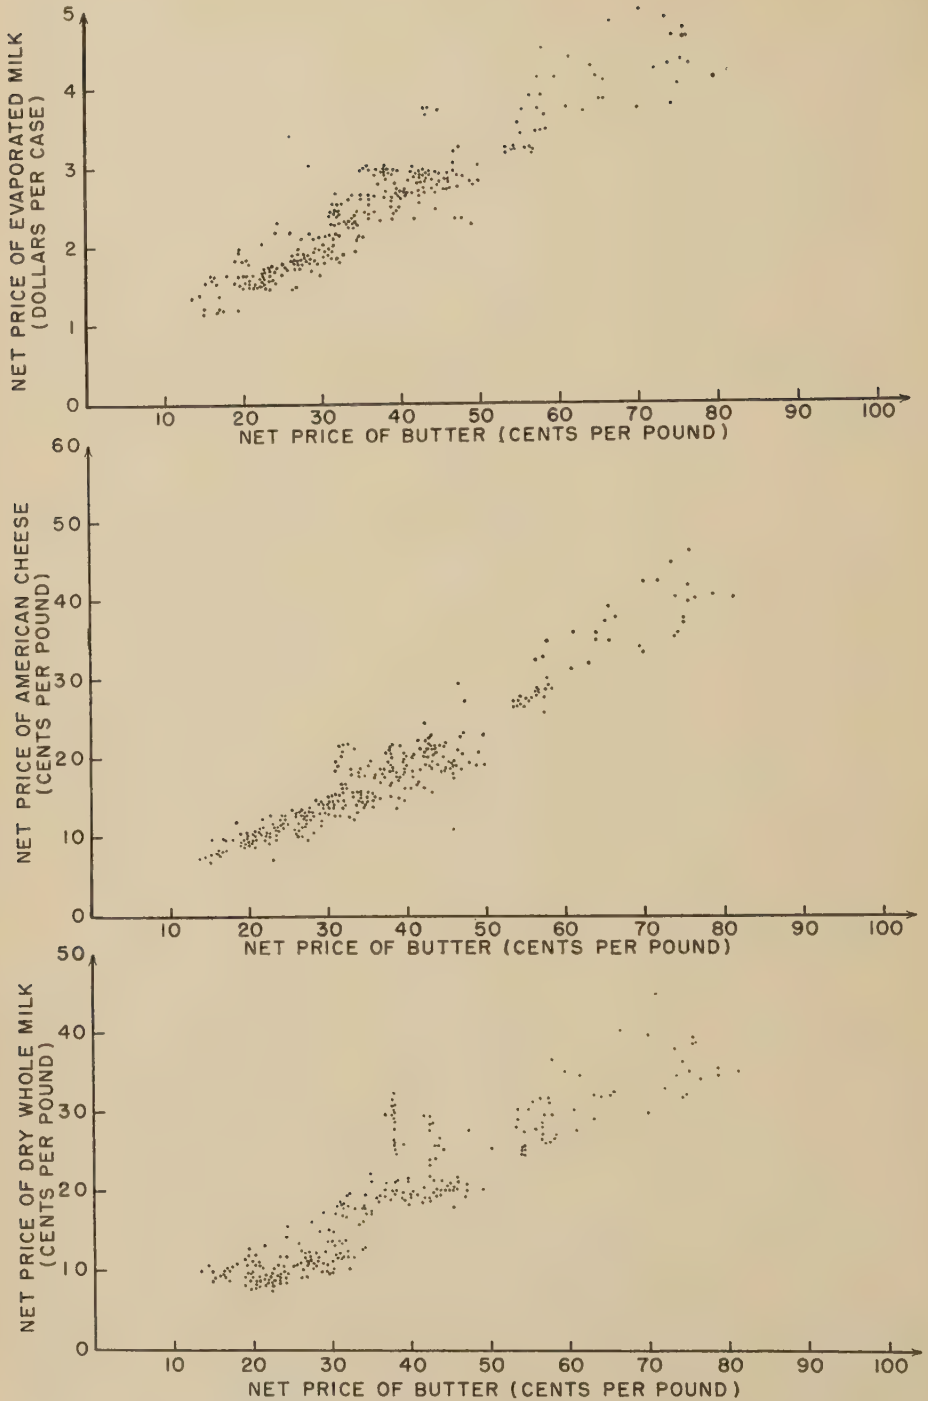 NET PRICE OF EVAPORATED MILK
(DOLLARS PER CASE)
5
4
3
2
1
0
10 20 30 40 50 60 70 80 90 100
NET PRICE OF BUTTER (CENTS PER POUND)
NET PRICE OF AMERICAN CHEESE
(CENTS PER POUND)
60
50
40
30
20
10
0
10 20 30 40 50 60 70 80 90 100
NET PRICE OF BUTTER (CENTS PER POUND)
NET PRICE OF DRY WHOLE MILK
(CENTS PER POUND)
50
40
30
20
10
0
10 20 30 40 50 60 70 80 90 100
NET PRICE OF BUTTER (CENTS PER POUND)